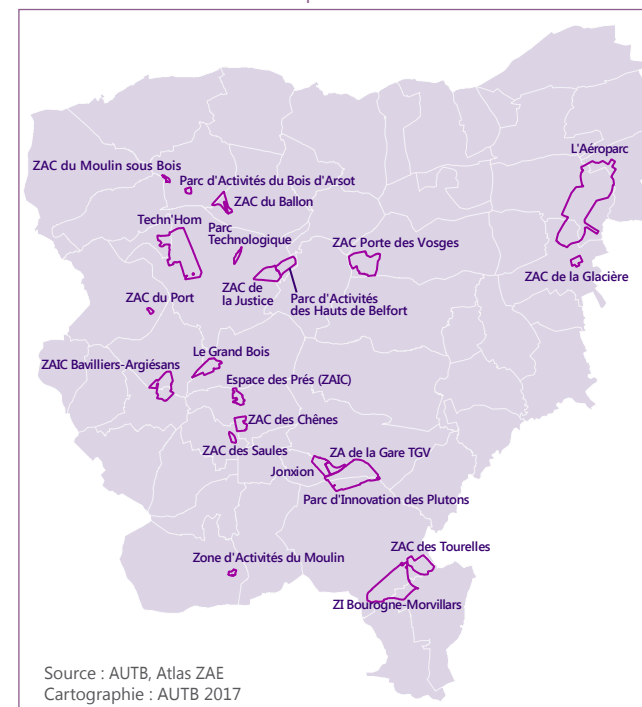 L'Aéroparc
ZAC du Moulin sous Bois
Parc d'Activités du Bois d'Arsot
ZAC du Ballon
Techn'Hom
Parc
Technologique
ZAC Porte des Vosges
ZAC de la Glacière
ZAC de
la Justice
Parc d'Activités
des Hauts de Belfort
ZAC du Port
Le Grand Bois
ZAIC Bavilliers-Argiésans
Espace des Prés (ZAIC)
ZAC des Chênes
ZAC des Saules
ZA de la Gare TGV
Jonxion
Parc d'Innovation des Plutons
ZAC des Tourelles
Zone d'Activités du Moulin
ZI Bourogne-Morvillars
Source : AUTB, Atlas ZAE
Cartographie : AUTB 2017